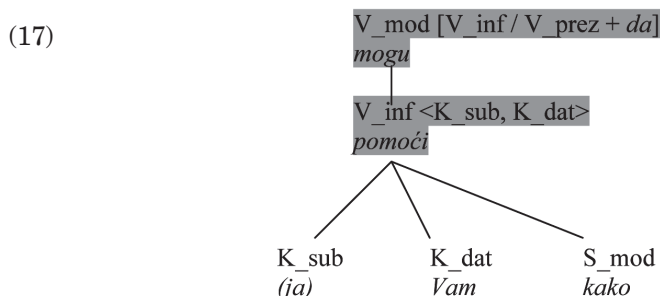 (17)
V_mod [V_inf / V_prez + da]
mogu
V_inf <K_sub, K_dat>
pomoći
K_sub K_dat S_mod
(ja) Vam kako